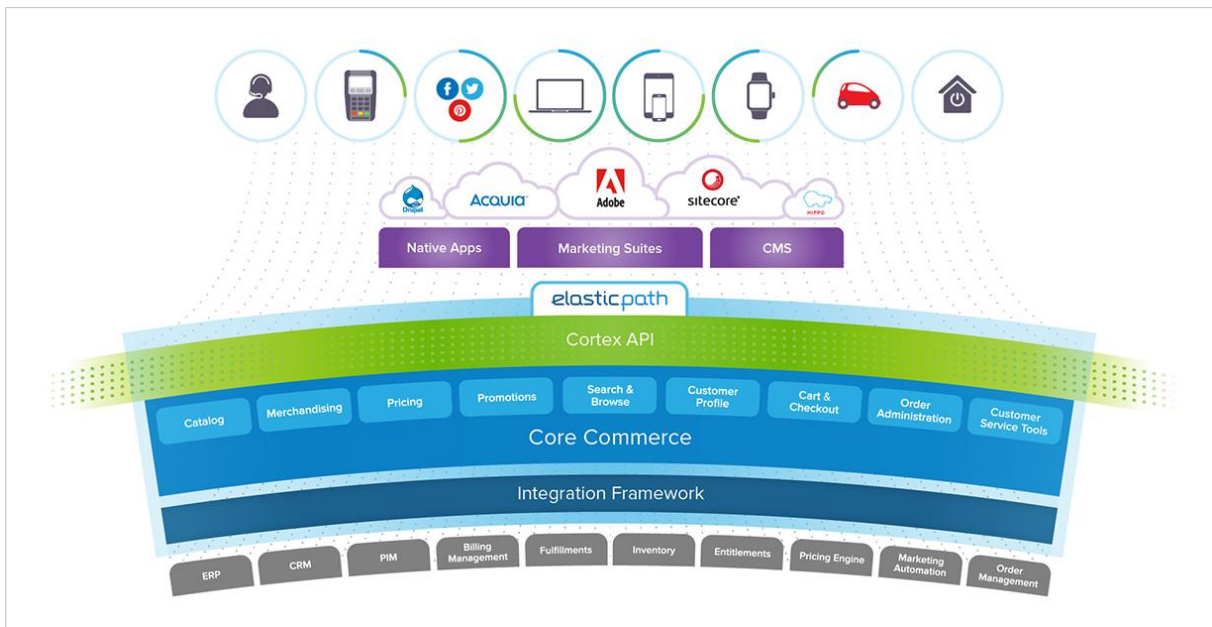 f
Drupal
ACQUIA
Adobe
sitecore
HIPPO
Native Apps
Marketing Suites
CMS
elasticpath
Cortex API
Catalog
Merchandising
Pricing
Promotions
Search &
Browse
Customer
Profile
Cart &
Checkout
Order
Administration
Customer
Service Tools
Core Commerce
Integration Framework
ERP
CRM
PIM
Billing
Management
Fulfillments
Inventory
Entitlements
Pricing Engine
Marketing
Automation
Order
Management